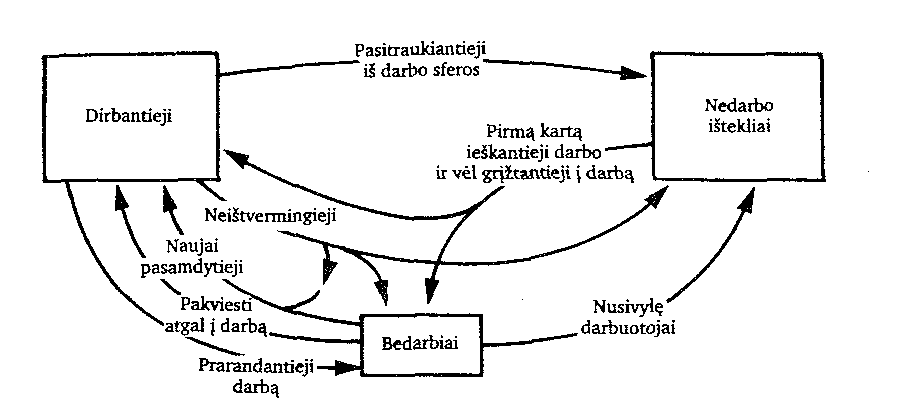 Pasitraukiantieji
iš darbo sferos
Dirbantieji
Nedarbo
ištekliai
Pirmą kartą
ieškantieji darbo
ir vėl grįžtantieji į darbą
Neištvermingieji
Naujai
pasamdytieji
Pakviesti
atgal į darbą
Nusivylę
darbuotojai
Bedarbiai
Prarandantieji
darbą